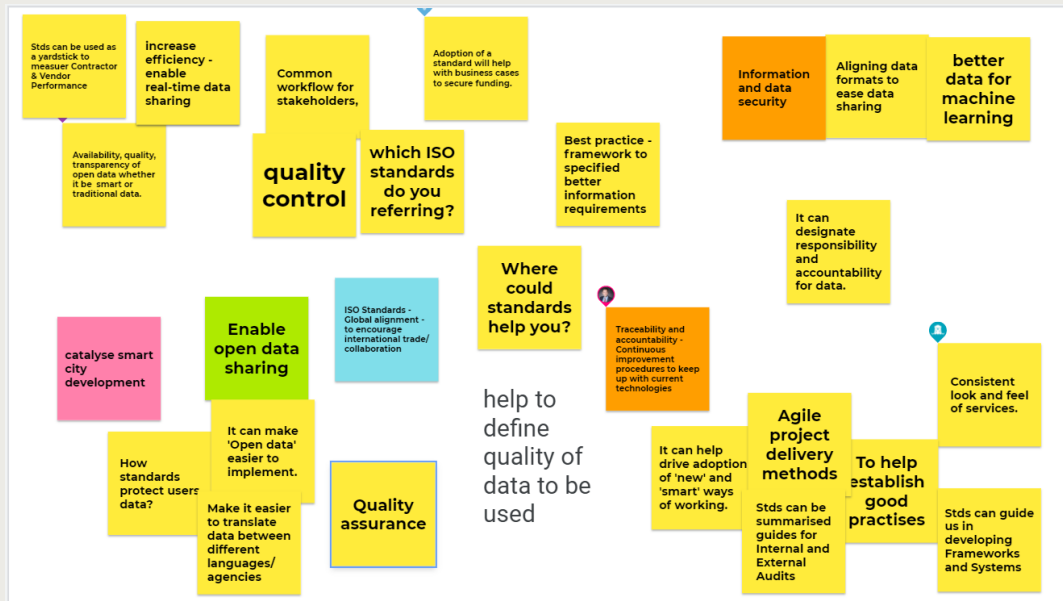 Stds can be used as
a yardstick to
measuer Contractor
& Vendor
Performance
increase
efficiency -
enable
real-time data
sharing
Common
workflow for
stakeholders,
Adoption of a
standard will help
with business cases
to secure funding.
Information
and data
security
Aligning data
formats to
ease data
sharing
better
data for
machine
learning
Availability, quality,
transparency of
open data whether
it be smart or
traditional data.
quality
control
which ISO
standards
do you
referring?
Best practice -
framework to
specified
better
information
requirements
It can
designate
responsibility
and
accountability
for data.
Where
could
standards
help you?
catalyse smart
city
development
Enable
open data
sharing
ISO Standards -
Global alignment -
to encourage
international trade/
collaboration
Traceability and
accountability -
Continuous
improvement
procedures to keep
up with current
technologies
Consistent
look and feel
of services.
help to
define
quality of
data to be
used
How
standards
protect users
data?
It can make
'Open data'
easier to
implement.
Make it easier
to translate
data between
different
languages/
agencies
Quality
assurance
It can help
drive adoption
of 'new' and
'smart' ways
of working.
Agile
project
delivery
methods
To help
establish
good
practises
Stds can be
summarised
guides for
Internal and
External
Audits
Stds can guide
us in
developing
Frameworks
and Systems